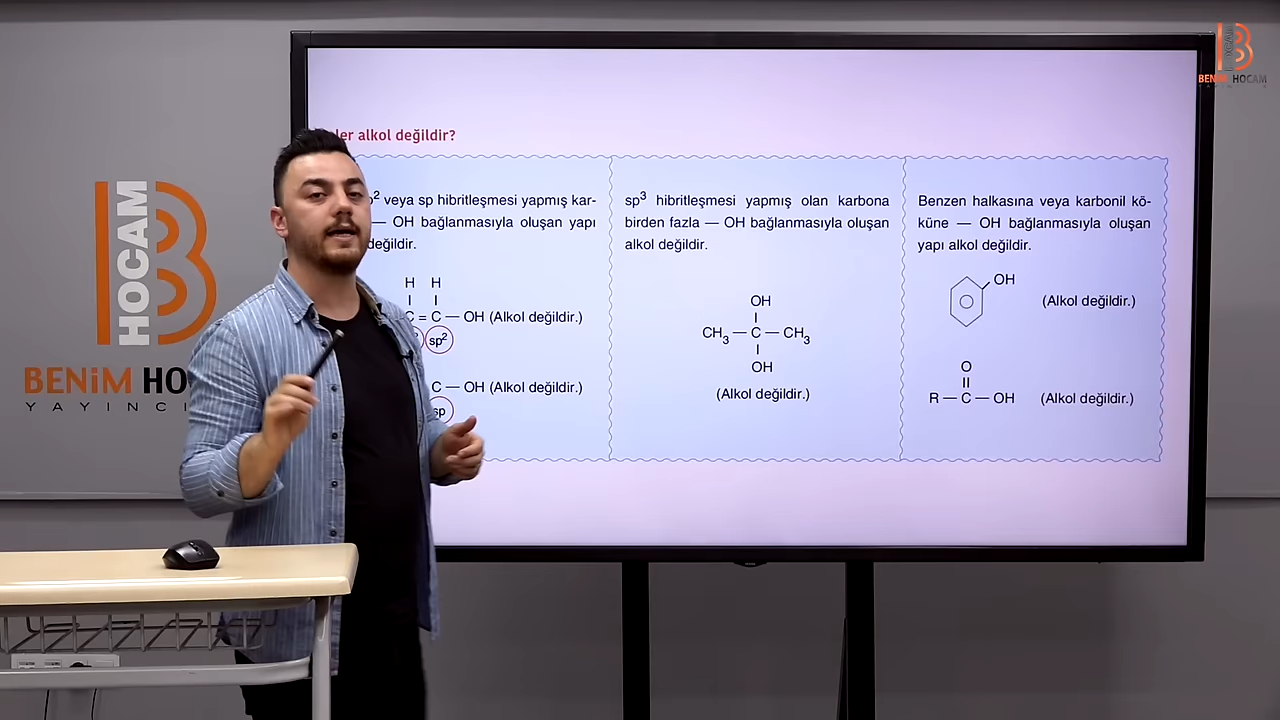 HOCAM
BENİM HO
YAYINCI
HOCAM
BENİM HOCAM
ler alkol değildir?
2 veya sp hibritleşmesi yapmış kar-
— OH bağlanmasıyla oluşan yapı
değildir.
H H
C = C — OH (Alkol değildir.)
sp2
C — OH (Alkol değildir.)
sp
sp3 hibritleşmesi yapmış olan karbona
birden fazla — OH bağlanmasıyla oluşan
alkol değildir.
OH
CH3 — C — CH3
OH
(Alkol değildir.)
Benzen halkasına veya karbonil kö-
küne — OH bağlanmasıyla oluşan
yapı alkol değildir.
OH
(Alkol değildir.)
O
R — C — OH (Alkol değildir.)